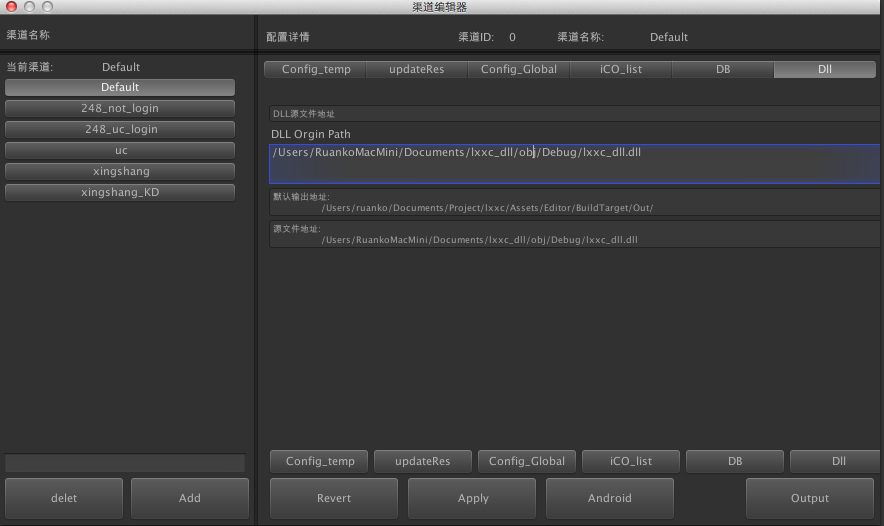 渠道编辑器
渠道名称
配置详情 渠道ID: 0 渠道名称: Default
当前渠道: Default
Default
248_not_login
248_uc_login
uc
xingshang
xingshang_KD
Config_temp updateRes Config_Global iCO_list DB Dll
DLL源文件地址
DLL Orgin Path
/Users/RuankoMacMini/Documents/lxxc_dll/obj/Debug/lxxc_dll.dll
默认输出地址:
/Users/ruanko/Documents/Project/lxxc/Assets/Editor/BuildTarget/Out/
源文件地址:
/Users/RuankoMacMini/Documents/lxxc_dll/obj/Debug/lxxc_dll.dll
Config_temp updateRes Config_Global iCO_list DB Dll
delet Add Revert Apply Android Output